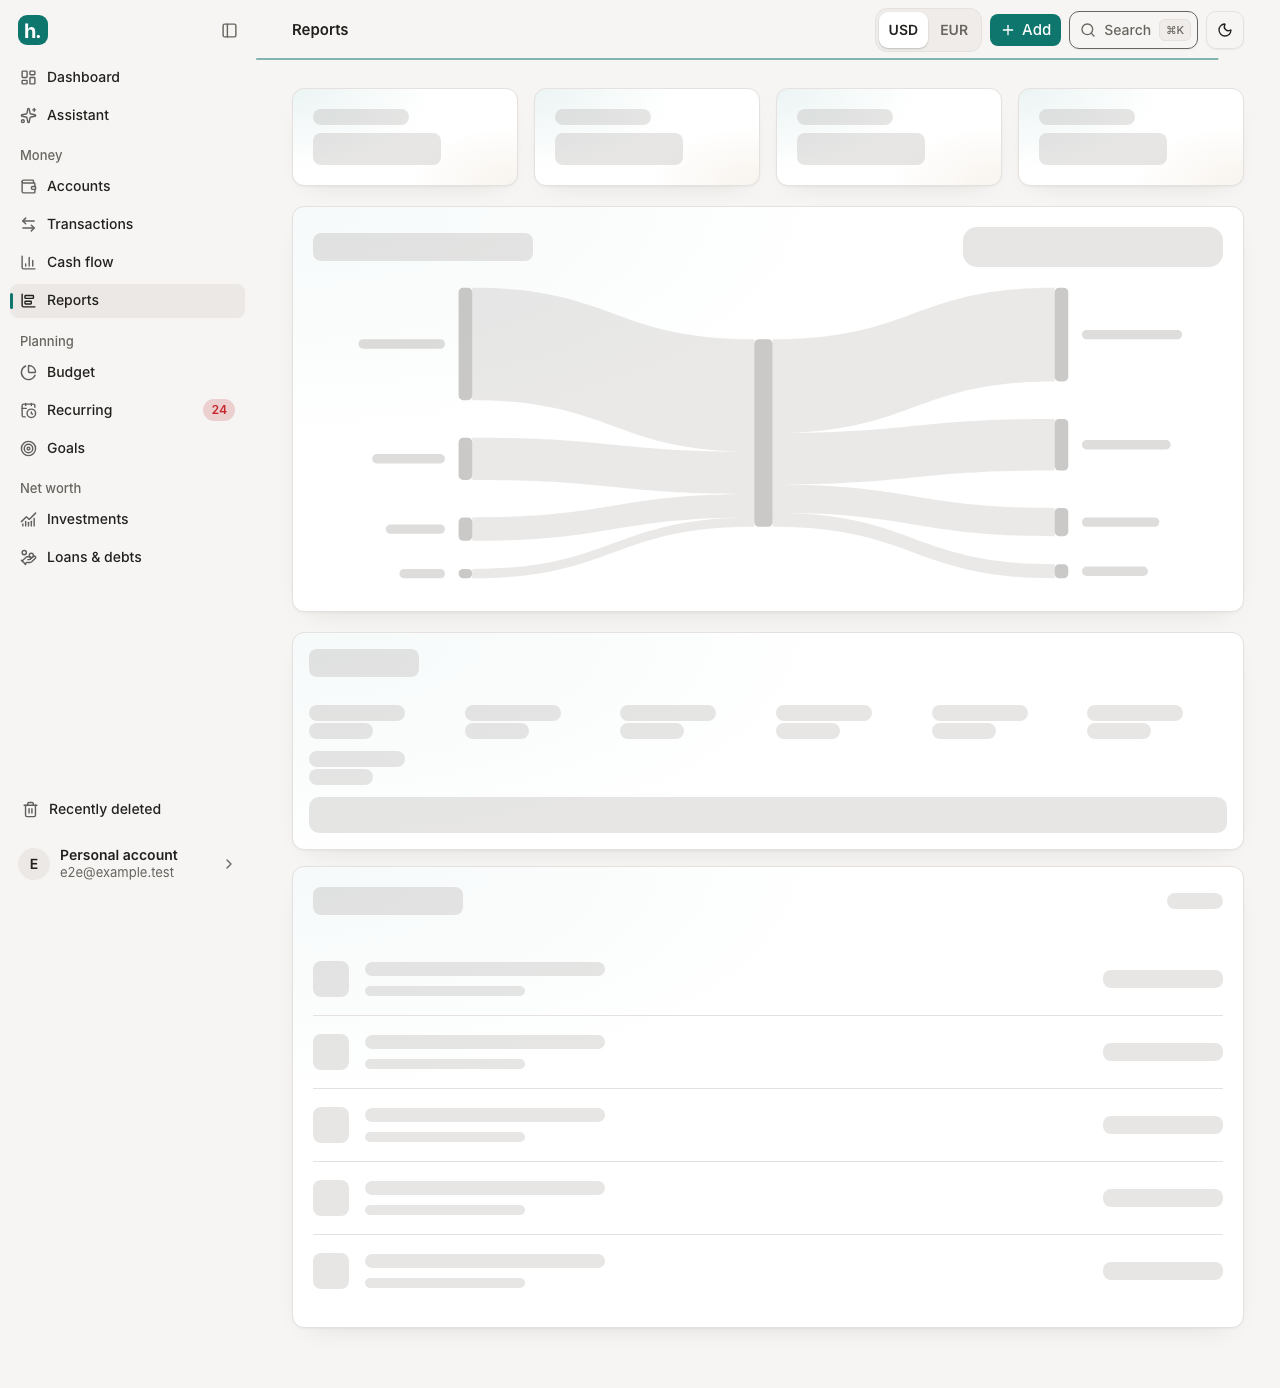 h.
Reports
USD
EUR
Add
Search
⌘K
Dashboard
Assistant
Money
Accounts
Transactions
Cash flow
Reports
Planning
Budget
Recurring
24
Goals
Net worth
Investments
Loans & debts
Recently deleted
E
Personal account
e2e@example.test